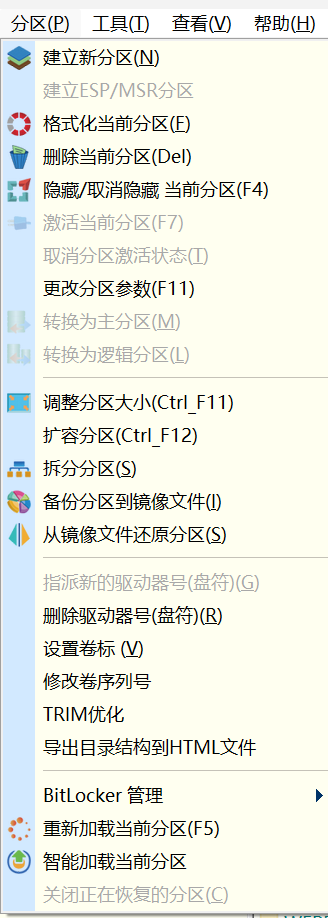 分区(P) 工具(T) 查看(V) 帮助(H)
建立新分区(N)
建立ESP/MSR分区
格式化当前分区(F)
删除当前分区(Del)
隐藏/取消隐藏 当前分区(F4)
激活当前分区(F7)
取消分区激活状态(T)
更改分区参数(F11)
转换为主分区(M)
转换为逻辑分区(L)
调整分区大小(Ctrl_F11)
扩容分区(Ctrl_F12)
拆分分区(S)
备份分区到镜像文件(I)
从镜像文件还原分区(S)
指派新的驱动器号(盘符)(G)
删除驱动器号(盘符)(R)
设置卷标 (V)
修改卷序列号
TRIM优化
导出目录结构到HTML文件
BitLocker 管理
重新加载当前分区(F5)
智能加载当前分区
关闭正在恢复的分区(C)